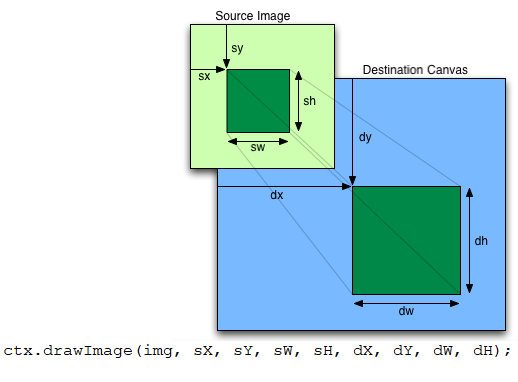 Source Image
sy
sx
sh
sw
Destination Canvas
dy
dx
dh
dw
ctx.drawImage(img, sX, sY, sW, sH, dX, dY, dW, dH);